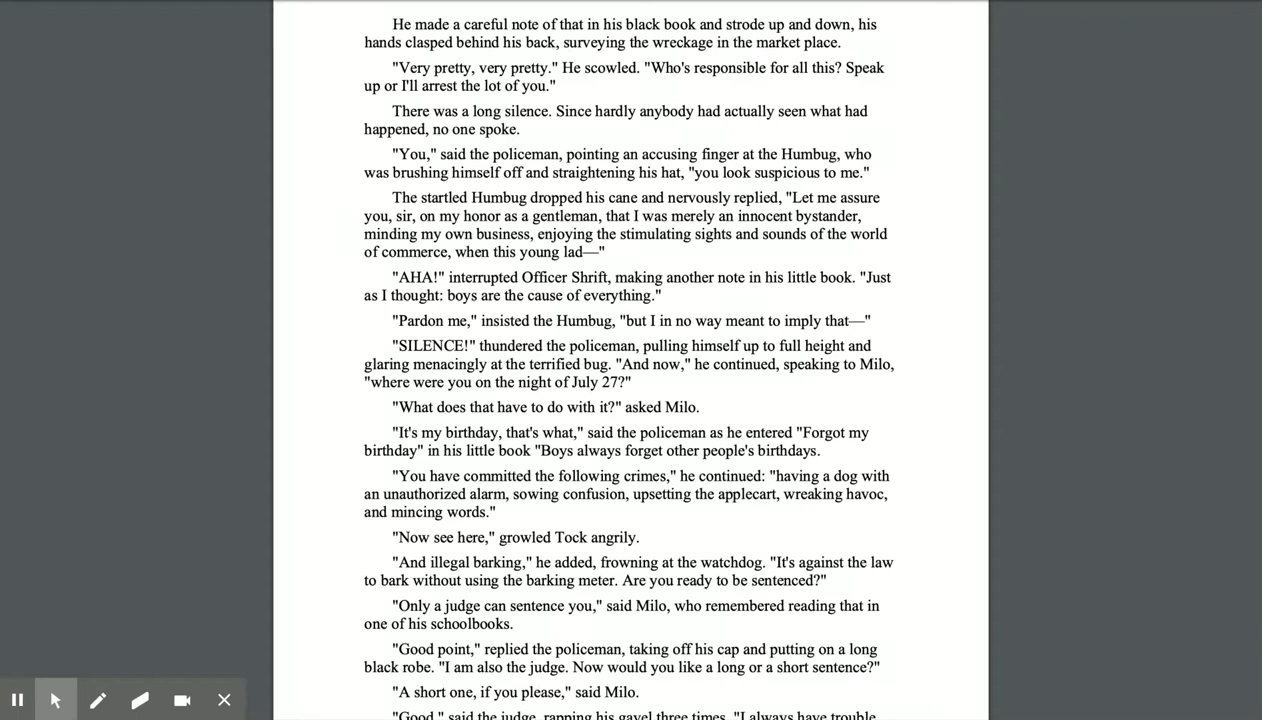 He made a careful note of that in his black book and strode up and down, his
hands clasped behind his back, surveying the wreckage in the market place.
"Very pretty, very pretty." He scowled. "Who's responsible for all this? Speak
up or I'll arrest the lot of you."
There was a long silence. Since hardly anybody had actually seen what had
happened, no one spoke.
"You," said the policeman, pointing an accusing finger at the Humbug, who
was brushing himself off and straightening his hat, "you look suspicious to me."
The startled Humbug dropped his cane and nervously replied, "Let me assure
you, sir, on my honor as a gentleman, that I was merely an innocent bystander,
minding my own business, enjoying the stimulating sights and sounds of the world
of commerce, when this young lad—"
"AHA!" interrupted Officer Shrift, making another note in his little book. "Just
as I thought: boys are the cause of everything."
"Pardon me," insisted the Humbug, "but I in no way meant to imply that—"
"SILENCE!" thundered the policeman, pulling himself up to full height and
glaring menacingly at the terrified bug. "And now," he continued, speaking to Milo,
"where were you on the night of July 27?"
"What does that have to do with it?" asked Milo.
"It's my birthday, that's what," said the policeman as he entered "Forgot my
birthday" in his little book "Boys always forget other people's birthdays.
"You have committed the following crimes," he continued: "having a dog with
an unauthorized alarm, sowing confusion, upsetting the applecart, wreaking havoc,
and mincing words."
"Now see here," growled Tock angrily.
"And illegal barking," he added, frowning at the watchdog. "It's against the law
to bark without using the barking meter. Are you ready to be sentenced?"
"Only a judge can sentence you," said Milo, who remembered reading that in
one of his schoolbooks.
"Good point," replied the policeman, taking off his cap and putting on a long
black robe. "I am also the judge. Now would you like a long or a short sentence?"
"A short one, if you please," said Milo.
"Good," said the judge, rapping his gavel three times. "I always have trouble